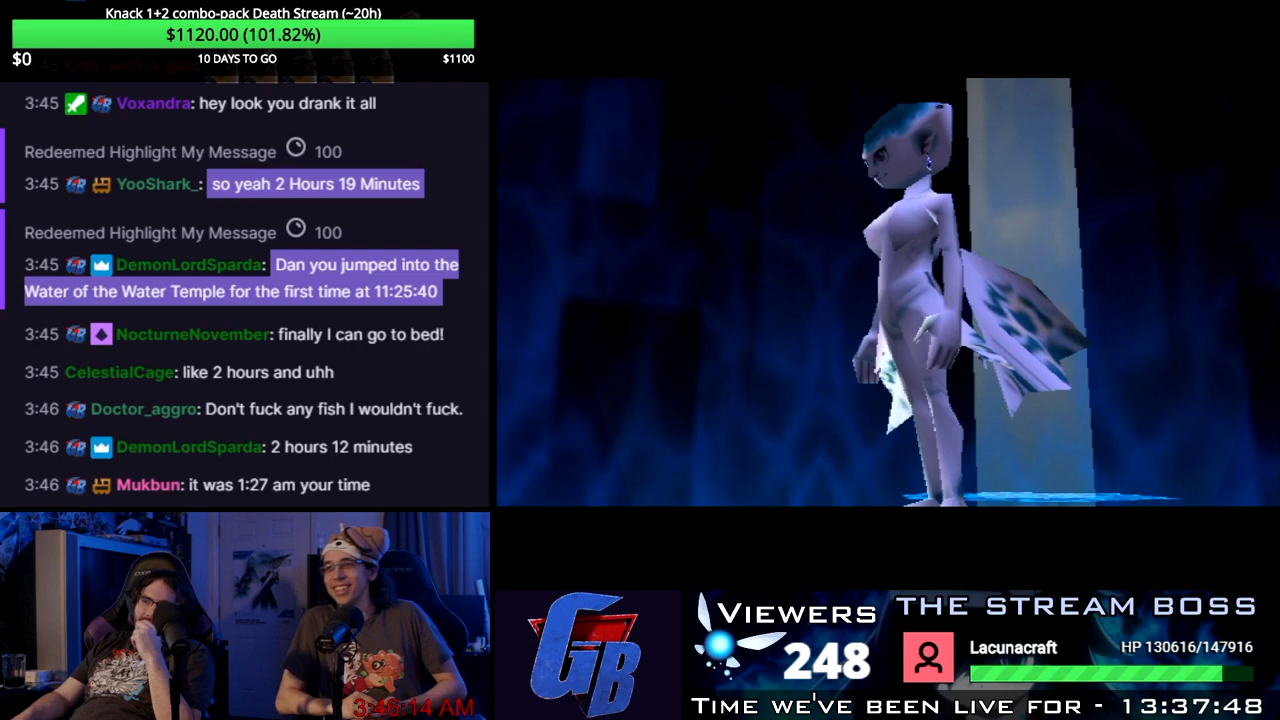 Knack 1+2 combo-pack Death Stream (~20h)
$1120.00 (101.82%)
$0 10 DAYS TO GO $1100
3:45 Voxandra: hey look you drank it all
Redeemed Highlight My Message 100
3:45 YooShark_: so yeah 2 Hours 19 Minutes
Redeemed Highlight My Message 100
3:45 DemonLordSparda: Dan you jumped into the
Water of the Water Temple for the first time at 11:25:40
3:45 NocturneNovember: finally I can go to bed!
3:45 CelestialCage: like 2 hours and uhh
3:46 Doctor_aggro: Don't fuck any fish I wouldn't fuck.
3:46 DemonLordSparda: 2 hours 12 minutes
3:46 Mukbun: it was 1:27 am your time
3:46:14 AM
GB
Viewers
248
THE STREAM BOSS
Lacunacraft HP 130616/147916
Time we've been live for - 13:37:48